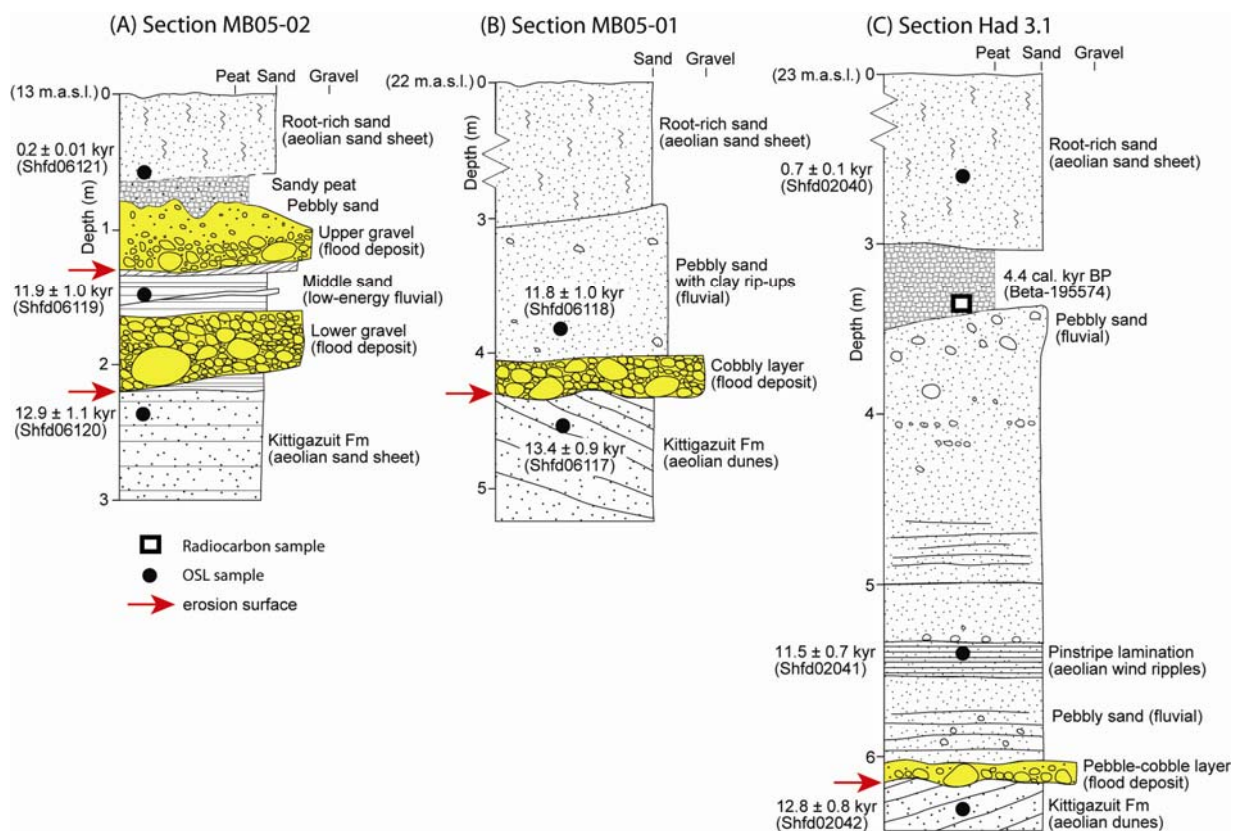 (A) Section MB05-02
Peat Sand Gravel
(13 m.a.s.l.) 0
Root-rich sand
(aeolian sand sheet)
0.2 ± 0.01 kyr
(Shfd06121)
Sandy peat
Pebbly sand
1
Upper gravel
(flood deposit)
Depth (m)
11.9 ± 1.0 kyr
(Shfd06119)
Middle sand
(low-energy fluvial)
Lower gravel
(flood deposit)
2
12.9 ± 1.1 kyr
(Shfd06120)
Kittigazuit Fm
(aeolian sand sheet)
3
Radiocarbon sample
OSL sample
erosion surface
(B) Section MB05-01
Sand Gravel
(22 m.a.s.l.) 0
Root-rich sand
(aeolian sand sheet)
Depth (m)
3
Pebbly sand
with clay rip-ups
(fluvial)
11.8 ± 1.0 kyr
(Shfd06118)
4
Cobbly layer
(flood deposit)
13.4 ± 0.9 kyr
(Shfd06117)
Kittigazuit Fm
(aeolian dunes)
5
(C) Section Had 3.1
Peat Sand Gravel
(23 m.a.s.l.) 0
Root-rich sand
(aeolian sand sheet)
0.7 ± 0.1 kyr
(Shfd02040)
3
4.4 cal. kyr BP
(Beta-195574)
Pebbly sand
(fluvial)
Depth (m)
4
5
11.5 ± 0.7 kyr
(Shfd02041)
Pinstripe lamination
(aeolian wind ripples)
Pebbly sand (fluvial)
6
Pebble-cobble layer
(flood deposit)
12.8 ± 0.8 kyr
(Shfd02042)
Kittigazuit Fm
(aeolian dunes)